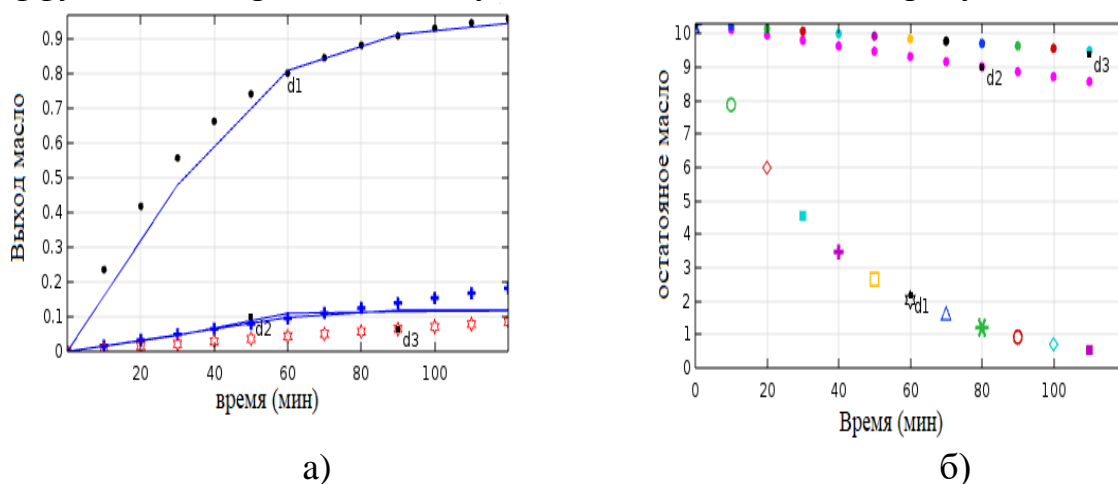 Выход масло
0.9
0.8
0.7
0.6
0.5
0.4
0.3
0.2
0.1
0
d1
d2
d3
20 40 60 80 100
время (мин)
а)
остатояное масло
10
9
8
7
6
5
4
3
2
1
0
d3
d2
d1
0 20 40 60 80 100
Время (мин)
б)